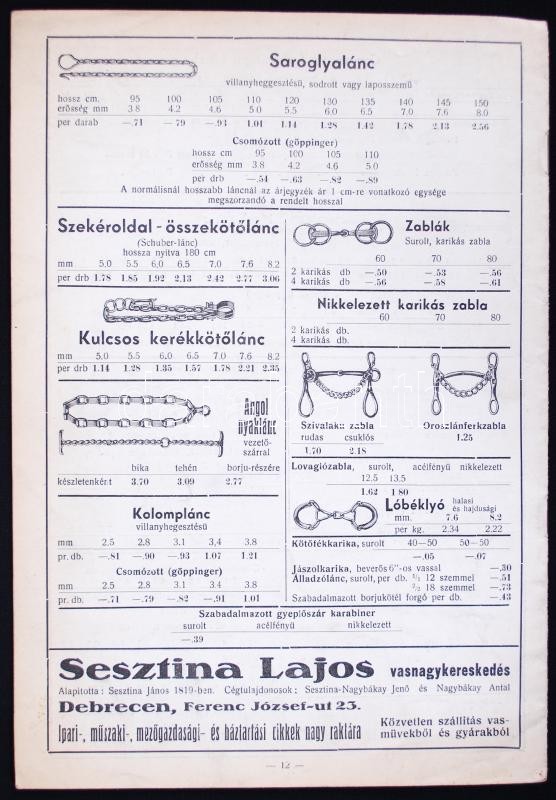 Saroglyalánc
villanyheggesztésű, sodrott vagy laposszemű
hossz cm. 95 100 105 110 120 130 135 140 145 150
erősség mm 3.8 4.2 4.6 5.0 5.5 6.0 6.5 7.0 7.6 8.0
per darab —.71 —79 —.93 1.01 1.14 1.28 1.42 1.78 2.13 2.56
Csomózott (göppinger)
hossz cm 95 100 105 110
erősség mm 3.8 4.2 4.6 5.0
per drb —.54 —.63 —.82 —.89
A normálisnál hosszabb láncnál az árjegyzék ár 1 cm-re vonatkozó egysége
megszorzandó a rendelt hosszal
Szekéroldal-összekötőlánc
(Schuber-lánc)
hossza nyitva 180 cm
mm 5.0 5.5 6.0 6.5 7.0 7.6 8.2
per drb 1.78 1.85 1.92 2.13 2.42 2.77 3.06
Kulcsos kerékkötőlánc
mm 5.0 5.5 6.0 6.5 7.0 7.6 8.2
per drb 1.14 1.28 1.35 1.57 1.78 2.21 2.35
Argol
nyaklánc
vezető-
szárral
bika tehén borju-részére
készletenként 3.70 3.09 2.77
Kolomplánc
villanyhegesztésű
mm 2.5 2.8 3.1 3,4 3.8
pr. db. —.81 —.90 —.93 1.07 1.21
Csomózott (göppinger)
mm 2.5 2.8 3.1 3.4 3.8
pr. db. —.71 —.79 —.82 —.91 1.01
Zablák
Surolt, karikás zabla
60 70 80
2 karikás db —.50 —.53 —.56
4 karikás db —.56 —.58 —.61
Nikkelezett karikás zabla
60 70 80
2 karikás db.
4 karikás db.
Szivalaku zabla
rudas csuklós
1.70 2.18
Oroszlánferkzabla
1.25
Lovaglózabla, surolt, acélfényű nikkelezett
12.5 13.5
1.62 1.80
Lóbéklyó halasi
és hajdusági
mm. 7.6 8.2
per kg. 2.34 2.22
Kötőfékkarika, surolt 40—50 50—50
—.05 —.07
Jászolkarika, beverős 6"-os vassal —.30
Álladzólánc, surolt, per db. 12 szemmel —.51
18 szemmel —.73
Szabadalmazott borjukötél forgó per db. —.43
Szabadalmazott gyeplőszár karabiner
surolt acélfényű nikkelezett
—.39
Sesztina Lajos vasnagykereskedés
Alapitotta: Sesztina János 1819-ben. Cégtulajdonosok: Sesztina-Nagybákay Jenő és Nagybákay Antal
Debrecen, Ferenc József-ut 23.
Ipari-, műszaki-, mezőgazdasági- és háztartási cikkek nagy raktára
Közvetlen szállitás vas-
művekből és gyárakból
— 12 —